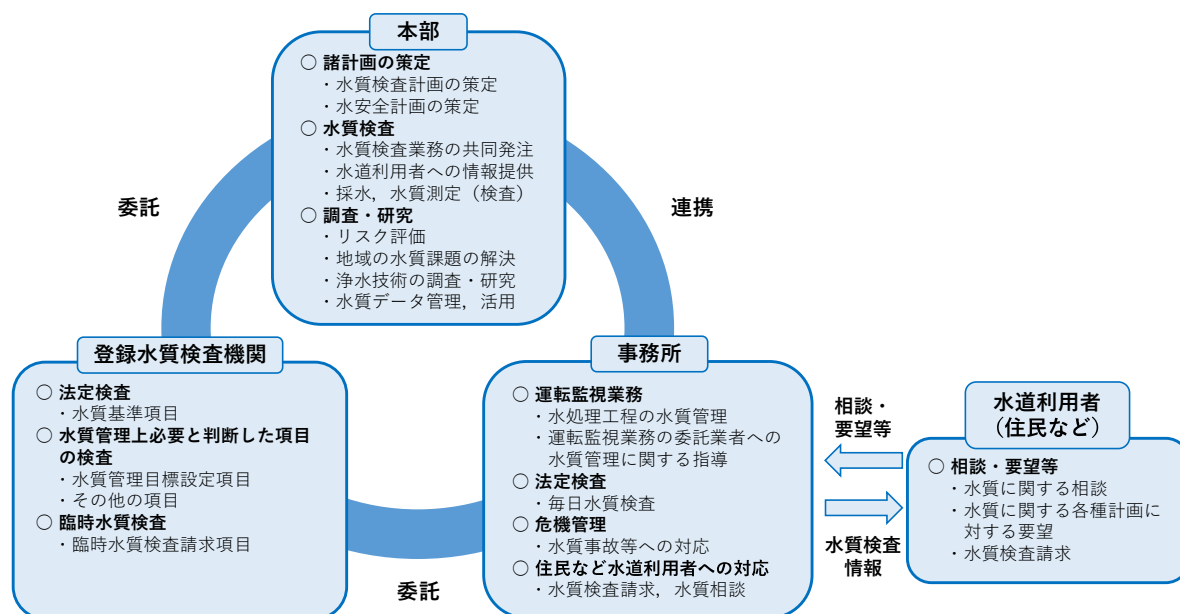 本部
○ 諸計画の策定
・水質検査計画の策定
・水安全計画の策定
○ 水質検査
・水質検査業務の共同発注
・水道利用者への情報提供
・採水，水質測定（検査）
○ 調査・研究
・リスク評価
・地域の水質課題の解決
・浄水技術の調査・研究
・水質データ管理，活用
委託
連携
登録水質検査機関
○ 法定検査
・水質基準項目
○ 水質管理上必要と判断した項目
の検査
・水質管理目標設定項目
・その他の項目
○ 臨時水質検査
・臨時水質検査請求項目
委託
事務所
○ 運転監視業務
・水処理工程の水質管理
・運転監視業務の委託業者への
水質管理に関する指導
○ 法定検査
・毎日水質検査
○ 危機管理
・水質事故等への対応
○ 住民など水道利用者への対応
・水質検査請求，水質相談
相談・
要望等
水質検査
情報
水道利用者
（住民など）
○ 相談・要望等
・水質に関する相談
・水質に関する各種計画に
対する要望
・水質検査請求